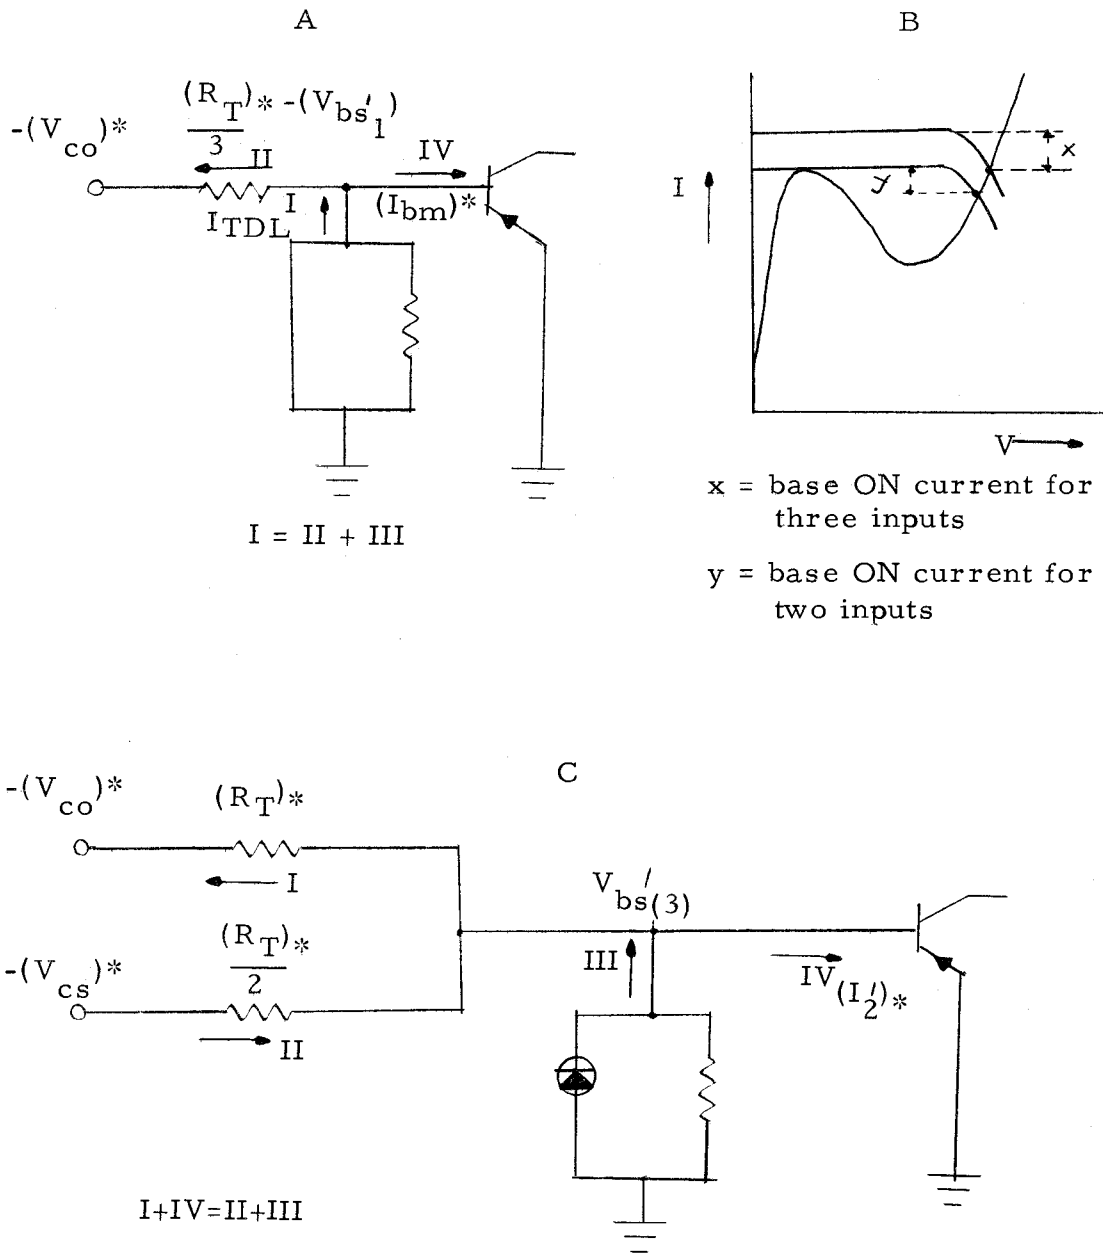 A
B
(R_T)* -(V_bs'_1)
-(V_co)*
3
II
IV
I
I_TDL
(I_bm)*
I = II + III
x
y
I
V
x = base ON current for
three inputs
y = base ON current for
two inputs
C
-(V_co)*
(R_T)*
I
V_bs'(3)
(R_T)*
2
-(V_cs)*
II
III
IV (I_2')*
I+IV=II+III